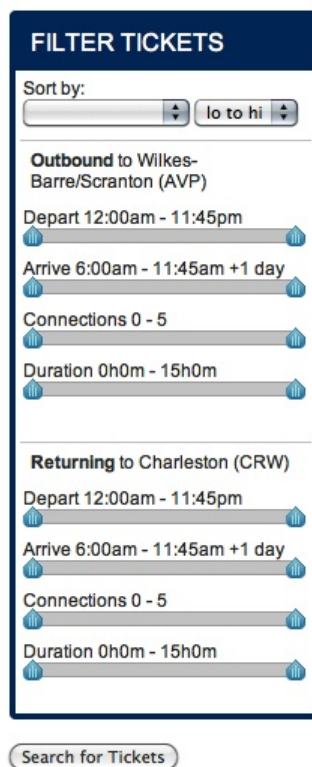 FILTER TICKETS
Sort by:
lo to hi
Outbound to Wilkes-
Barre/Scranton (AVP)
Depart 12:00am - 11:45pm
Arrive 6:00am - 11:45am +1 day
Connections 0 - 5
Duration 0h0m - 15h0m
Returning to Charleston (CRW)
Depart 12:00am - 11:45pm
Arrive 6:00am - 11:45am +1 day
Connections 0 - 5
Duration 0h0m - 15h0m
Search for Tickets